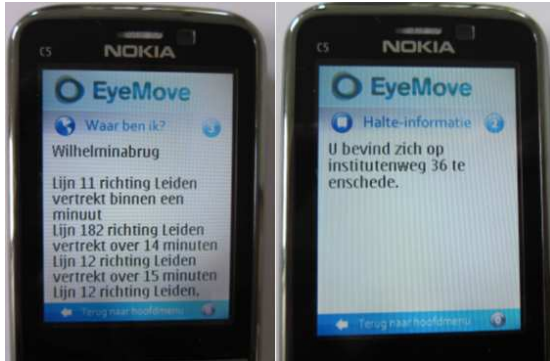 C5 NOKIA
EyeMove
Waar ben ik? 3
Wilhelminabrug
Lijn 11 richting Leiden
vertrekt binnen een
minuut
Lijn 182 richting Leiden
vertrekt over 14 minuten
Lijn 12 richting Leiden
vertrekt over 15 minuten
Lijn 12 richting Leiden,
Terug naar hoofdmenu
C5 NOKIA
EyeMove
Halte-informatie 2
U bevind zich op
institutenweg 36 te
enschede.
Terug naar hoofdmenu